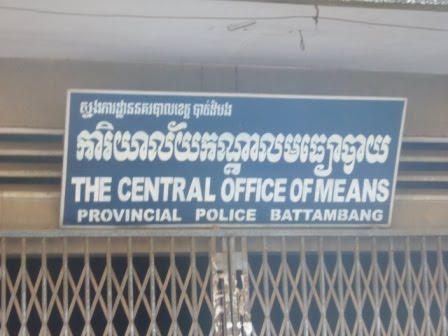 ស្នងការដ្ឋាននគរបាលខេត្ត បាត់ដំបង
ការិយាល័យកណ្តាលមធ្យោបាយ
THE CENTRAL OFFICE OF MEANS
PROVINCIAL POLICE BATTAMBANG